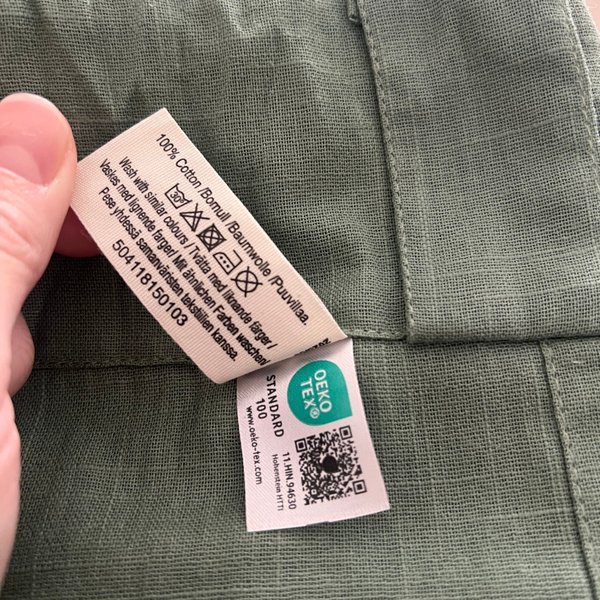 100% Cotton /Bomull /Baumwolle /Puuvillaa.
30°
Wash with similar colours / Tvätta med liknende färger /
Vaskes med lignende farger/ Mit ähnlichen Farben waschen/
Pese yhdessä samanväristen tekstiilien kanssa.
504118150103
OEKO
TEX®
STANDARD
100
www.oeko-tex.com
11.HIN.94630
Hohenstein HTTI